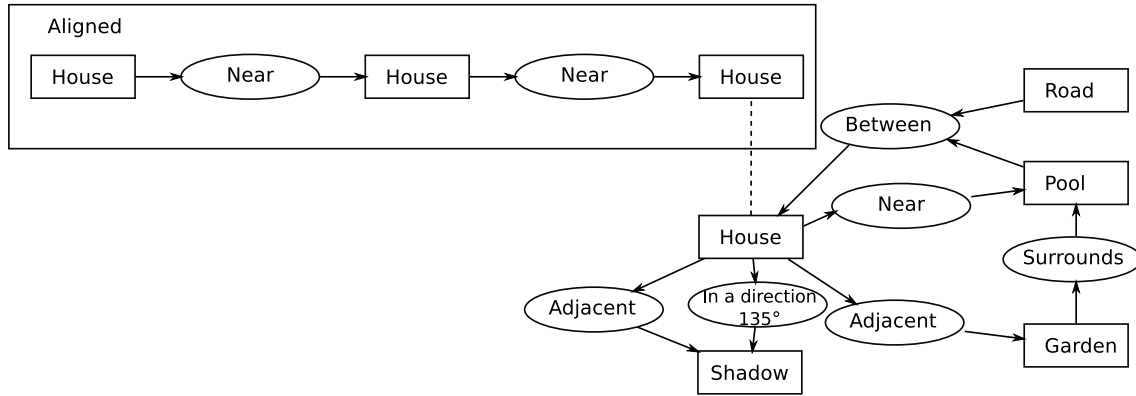 Aligned
House
Near
House
Near
House
Road
Between
Pool
Near
House
Surrounds
Adjacent
In a direction
135°
Adjacent
Garden
Shadow